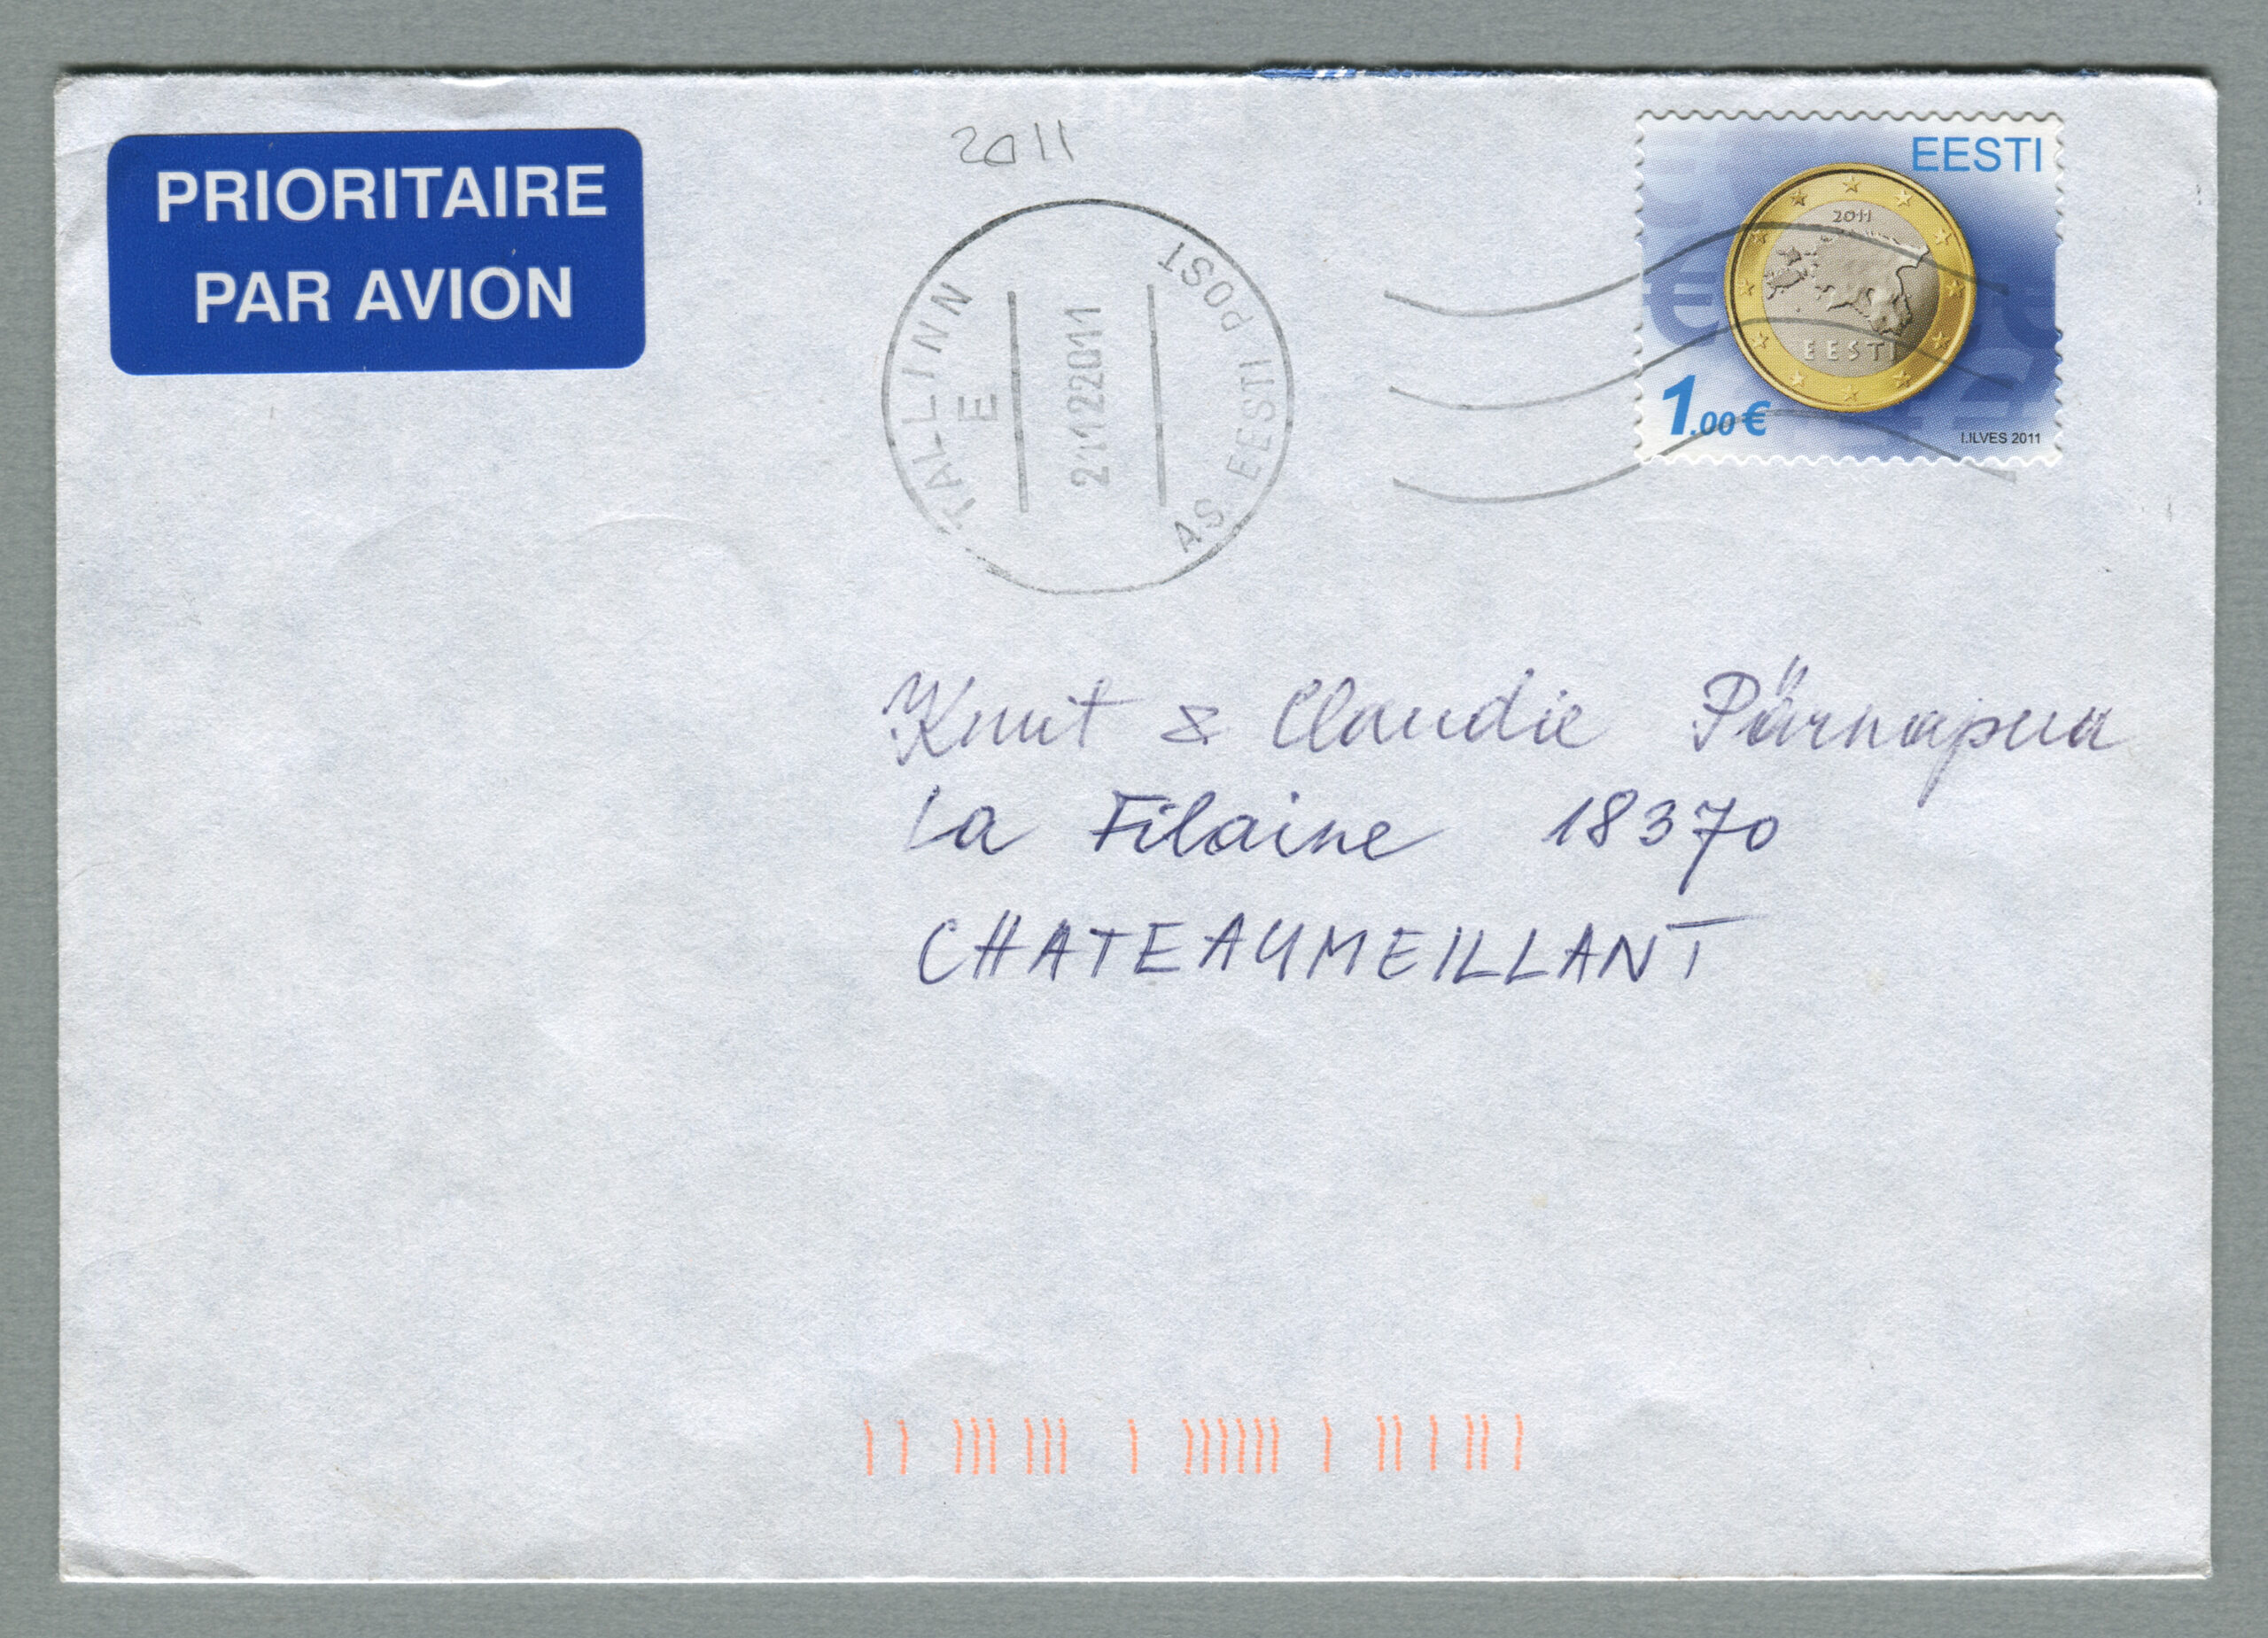 PRIORITAIRE
PAR AVION
2011
TALLINN
E
21122011
AS EESTI POST
EESTI
2011
EESTI
1.00 €
I.ILVES 2011
Knut & Claudie Pärnapuu
La Filaine 18370
CHATEAUMEILLANT